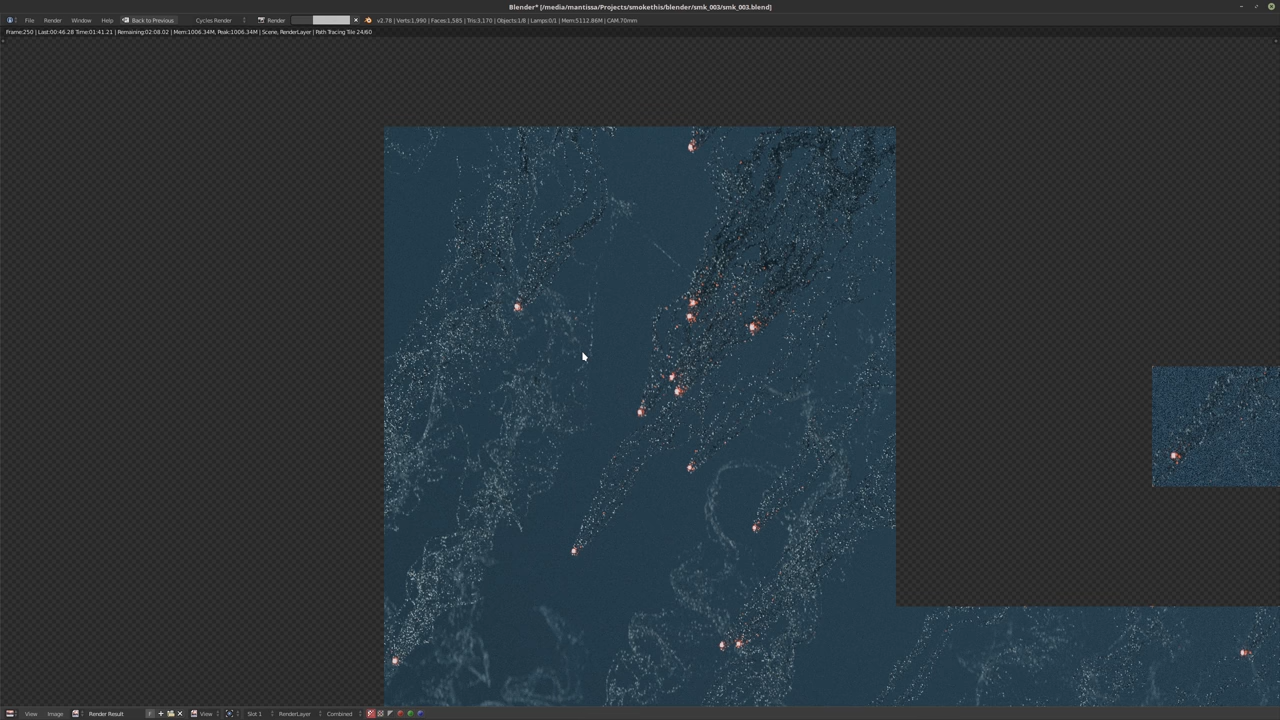 Blender* [/media/mantissa/Projects/smokethis/blender/smk_003/smk_003.blend]
File Render Window Help Back to Previous Cycles Render Render v2.78 | Verts:1,990 | Faces:1,585 | Tris:3,170 | Objects:1/8 | Lamps:0/1 | Mem:5112.86M | CAM.70mm
Frame:250 | Last:00:46.28 Time:01:41.21 | Remaining:02:08.02 | Mem:1006.34M, Peak:1006.34M | Scene, RenderLayer | Path Tracing Tile 24/60
View Image Render Result F View Slot 1 RenderLayer Combined